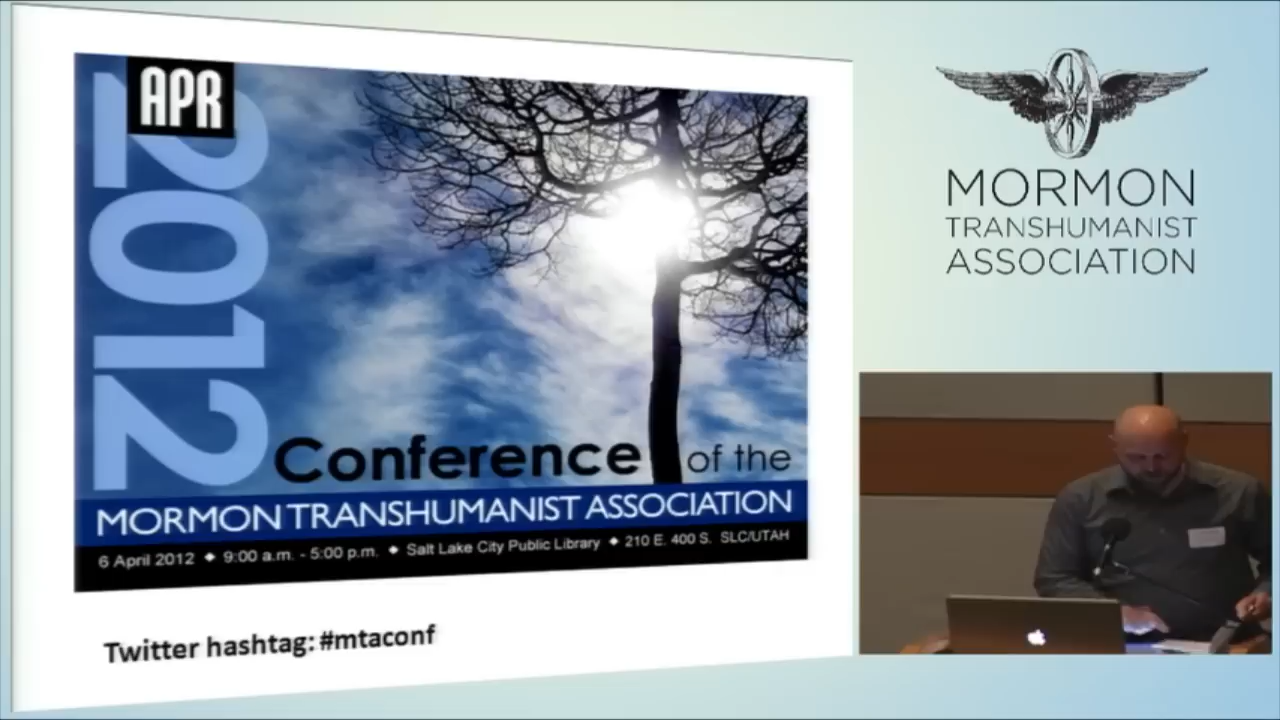 APR
2012
Conference of the
MORMON TRANSHUMANIST ASSOCIATION
6 April 2012 ◆ 9:00 a.m. - 5:00 p.m. ◆ Salt Lake City Public Library ◆ 210 E. 400 S. SLC/UTAH
Twitter hashtag: #mtaconf
MORMON
TRANSHUMANIST
ASSOCIATION